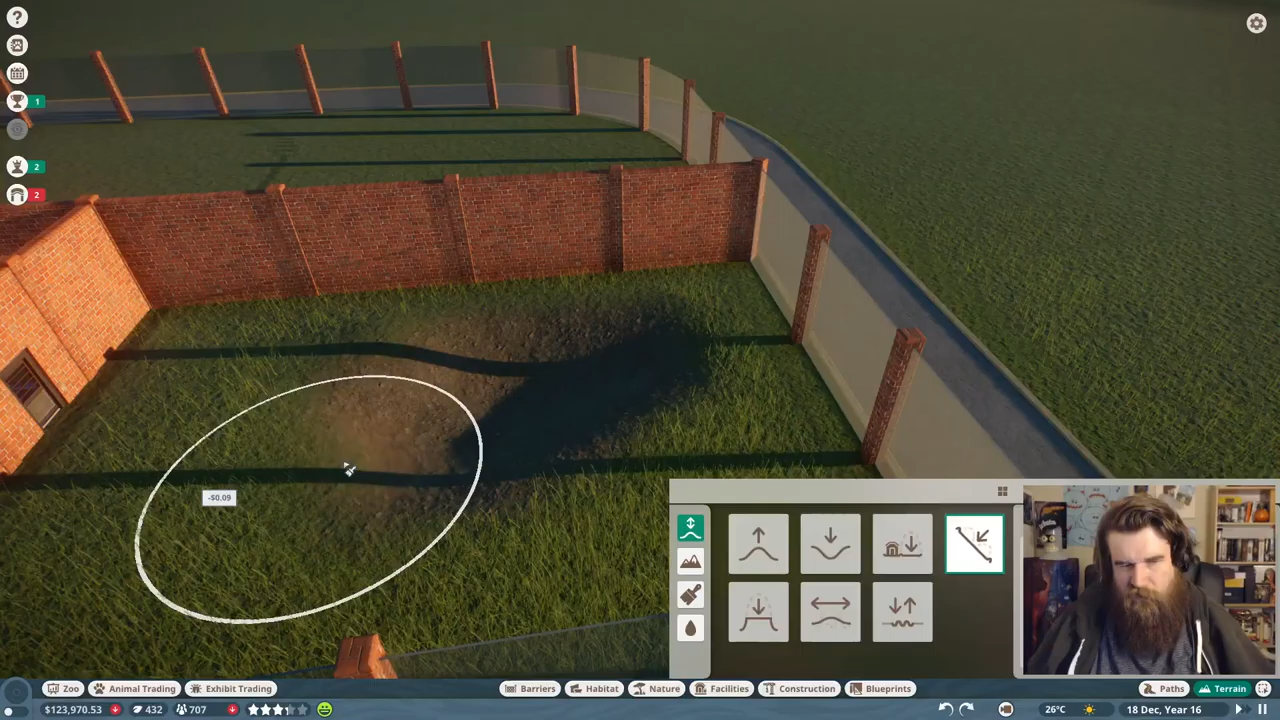 ?
1
2
2
-$0.09
Zoo
Animal Trading
Exhibit Trading
Barriers
Habitat
Nature
Facilities
Construction
Blueprints
Paths
Terrain
$123,970.53
432
707
26°C
18 Dec, Year 16